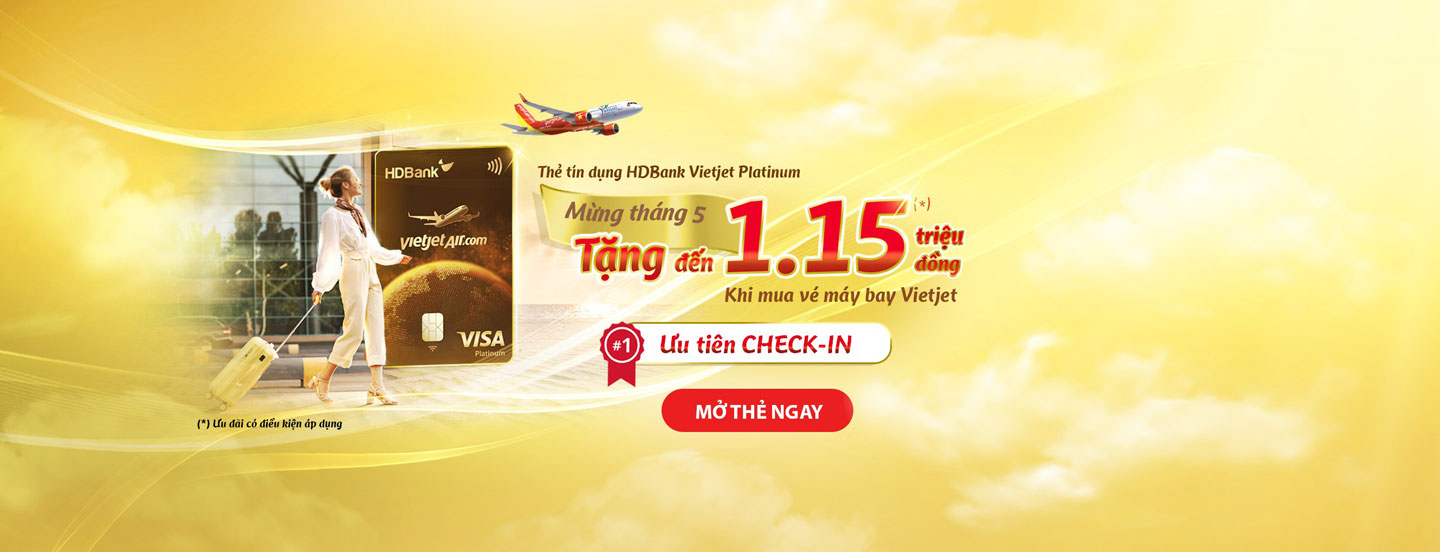 HDBank
vietjetAir.com
VISA
Platinum
Thẻ tín dụng HDBank Vietjet Platinum
Mừng tháng 5
Tặng đến 1.15 triệu đồng (*)
Khi mua vé máy bay Vietjet
#1 Ưu tiên CHECK-IN
MỞ THẺ NGAY
(*) Ưu đãi có điều kiện áp dụng